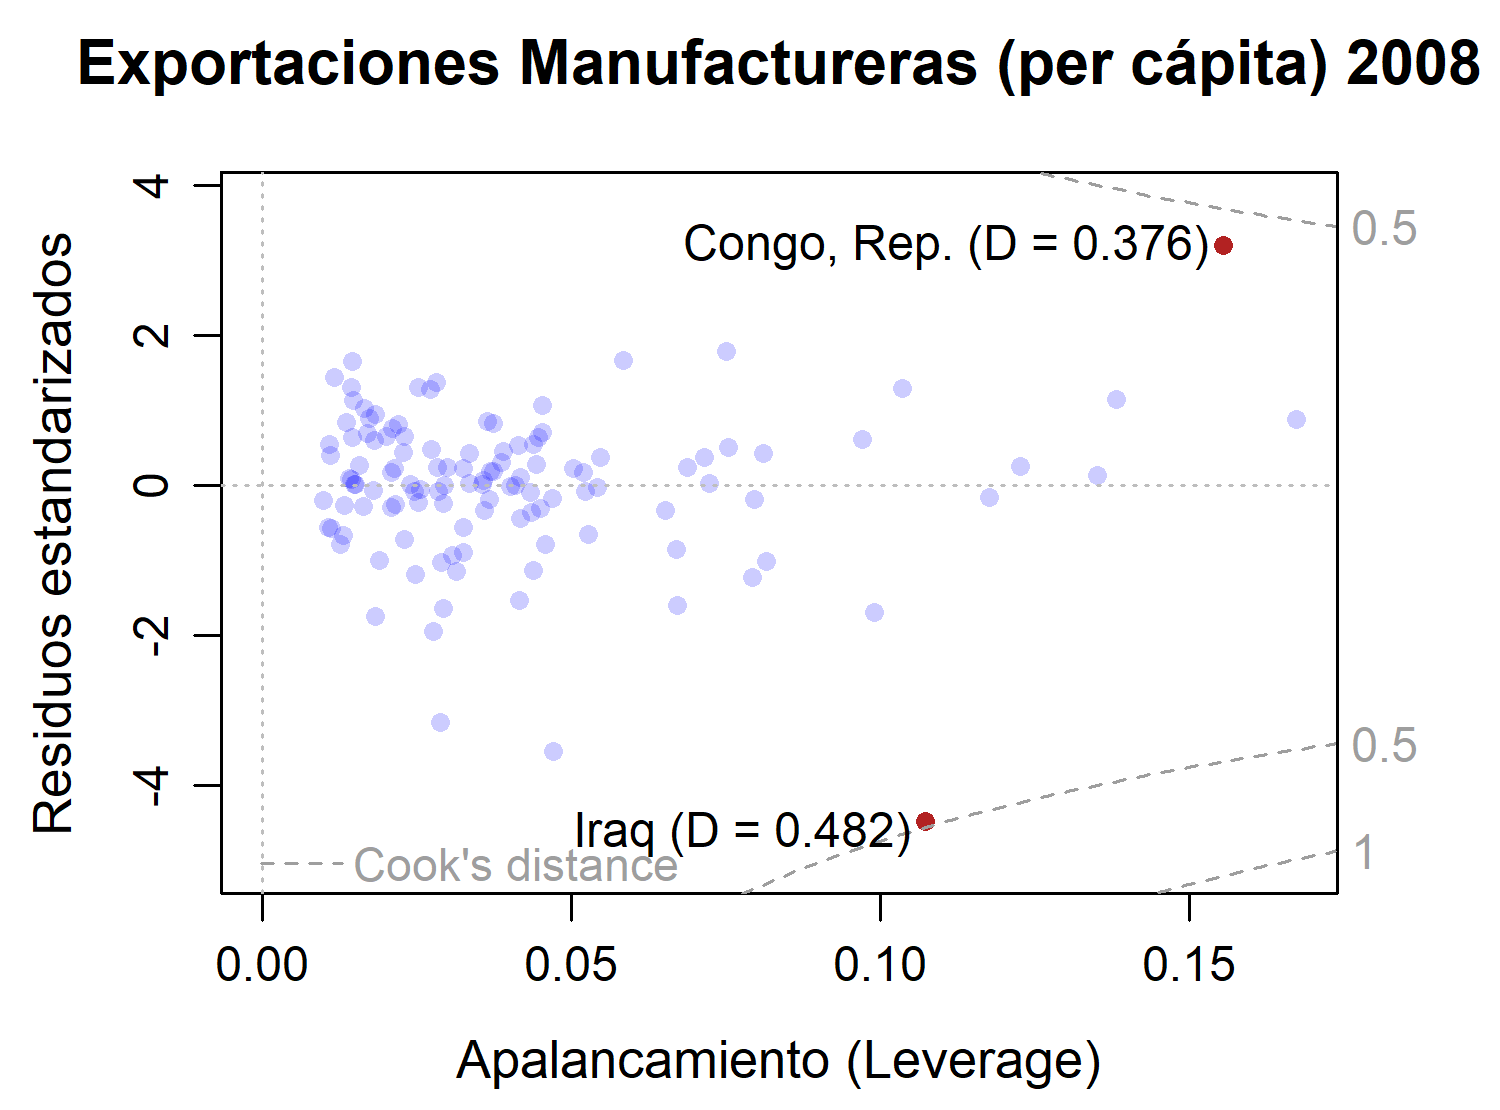 Exportaciones Manufactureras (per cápita) 2008
Residuos estandarizados
4
2
0
-2
-4
Congo, Rep. (D = 0.376)
0.5
Iraq (D = 0.482)
0.5
1
Cook's distance
0.00 0.05 0.10 0.15
Apalancamiento (Leverage)